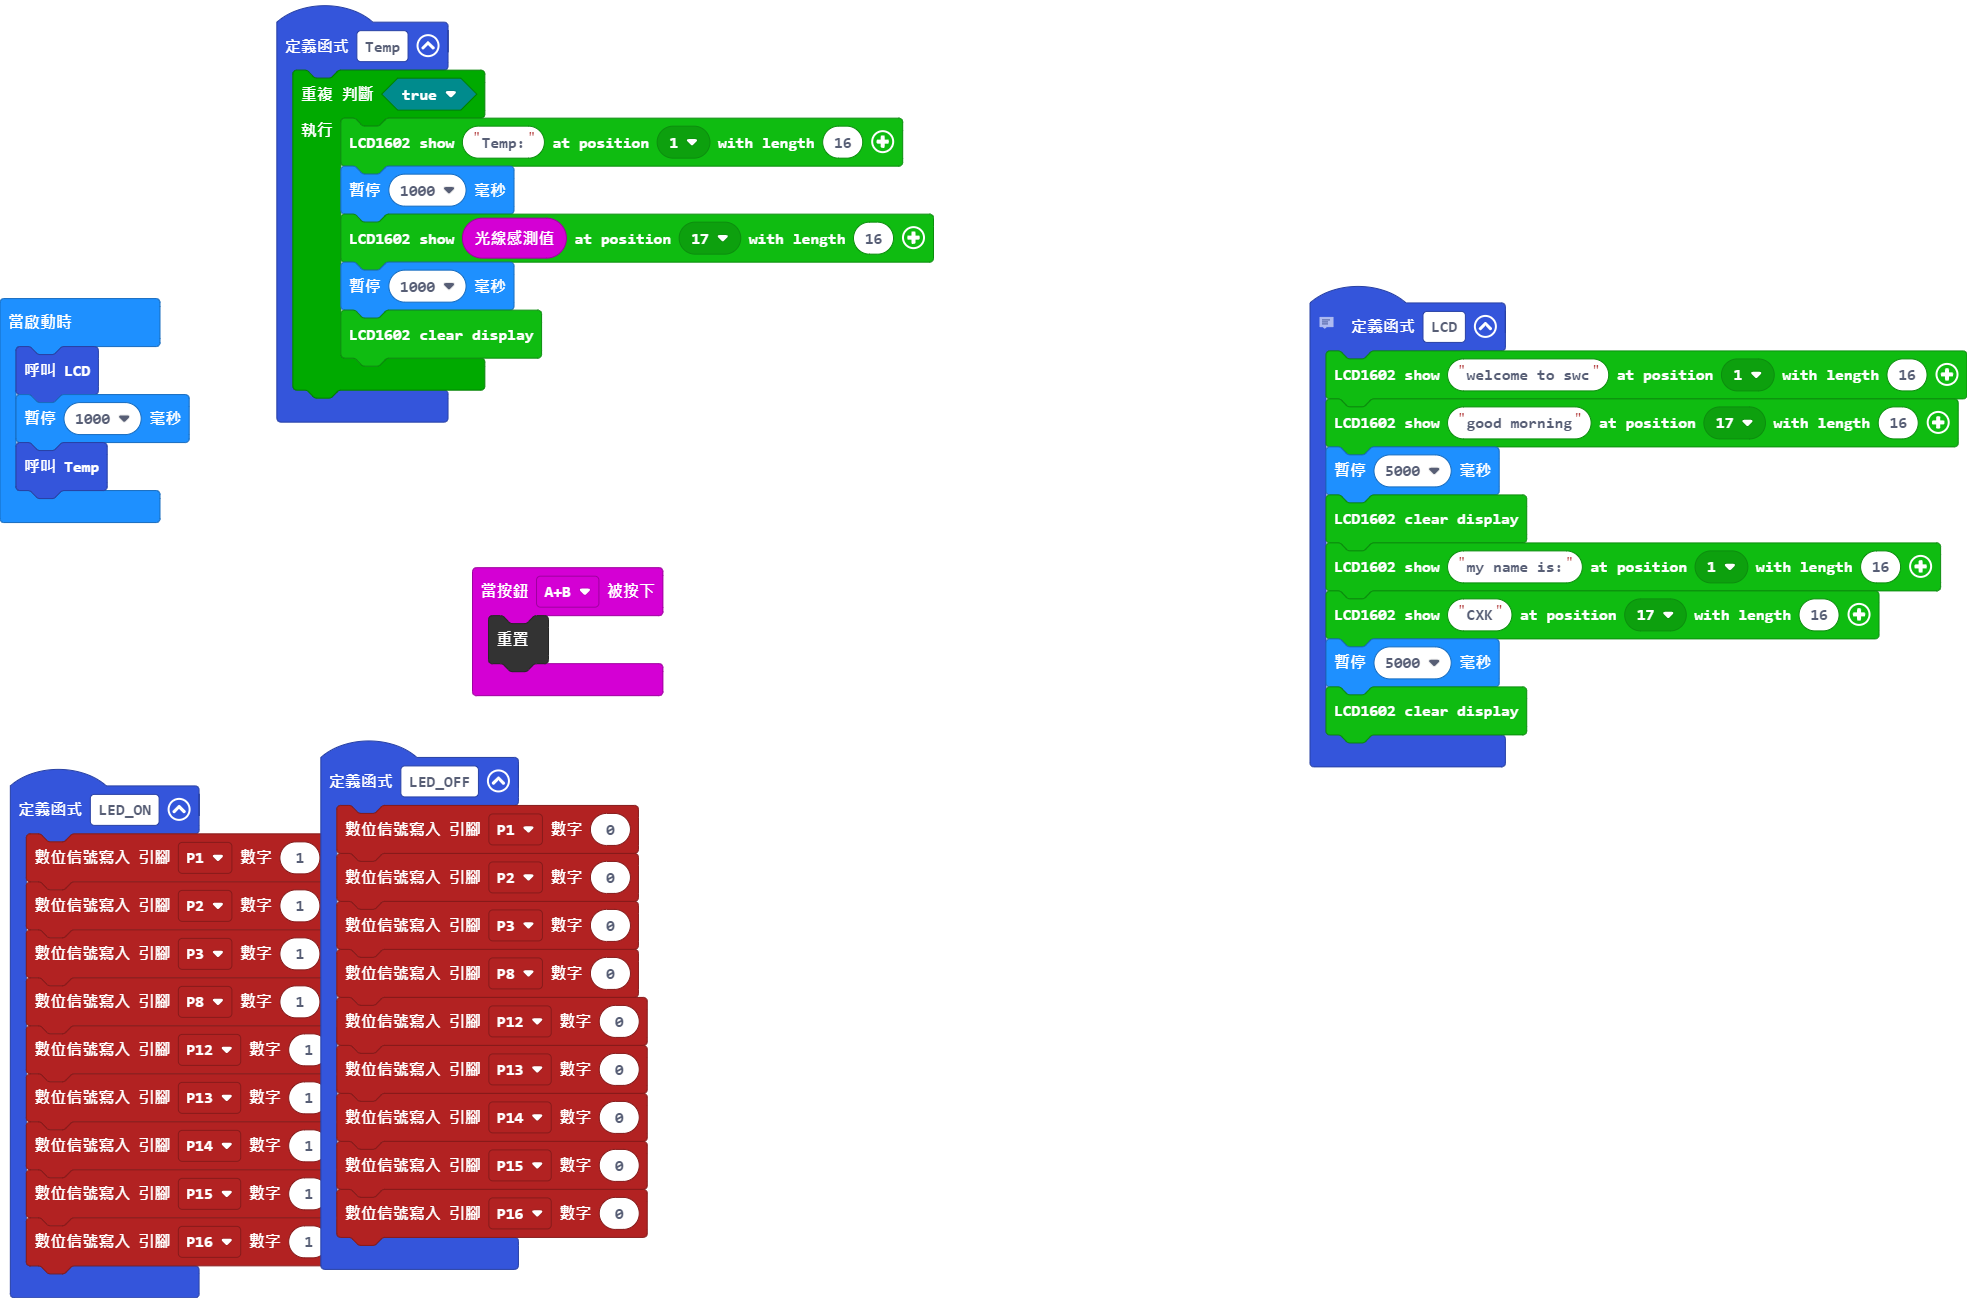 定義函式 Temp
重複 判斷 true
執行
LCD1602 show "Temp:" at position 1 with length 16
暫停 1000 毫秒
LCD1602 show 光線感測值 at position 17 with length 16
暫停 1000 毫秒
LCD1602 clear display
當啟動時
呼叫 LCD
暫停 1000 毫秒
呼叫 Temp
當按鈕 A+B 被按下
重置
定義函式 LCD
LCD1602 show "welcome to swc" at position 1 with length 16
LCD1602 show "good morning" at position 17 with length 16
暫停 5000 毫秒
LCD1602 clear display
LCD1602 show "my name is:" at position 1 with length 16
LCD1602 show "CXK" at position 17 with length 16
暫停 5000 毫秒
LCD1602 clear display
定義函式 LED_ON
數位信號寫入 引腳 P1 數字 1
數位信號寫入 引腳 P2 數字 1
數位信號寫入 引腳 P3 數字 1
數位信號寫入 引腳 P8 數字 1
數位信號寫入 引腳 P12 數字 1
數位信號寫入 引腳 P13 數字 1
數位信號寫入 引腳 P14 數字 1
數位信號寫入 引腳 P15 數字 1
數位信號寫入 引腳 P16 數字 1
定義函式 LED_OFF
數位信號寫入 引腳 P1 數字 0
數位信號寫入 引腳 P2 數字 0
數位信號寫入 引腳 P3 數字 0
數位信號寫入 引腳 P8 數字 0
數位信號寫入 引腳 P12 數字 0
數位信號寫入 引腳 P13 數字 0
數位信號寫入 引腳 P14 數字 0
數位信號寫入 引腳 P15 數字 0
數位信號寫入 引腳 P16 數字 0